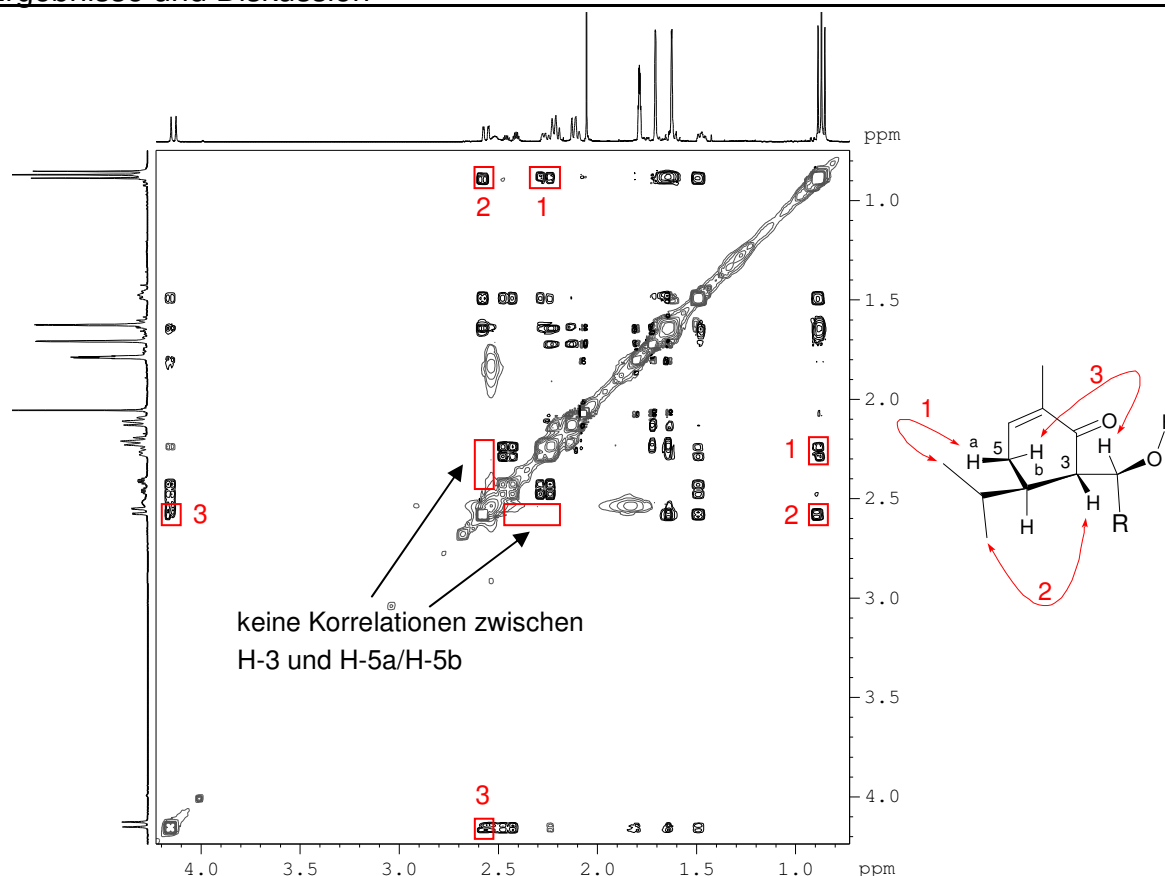 Ergebnisse und Diskussion
ppm
2
1
1.0
1.5
2.0
1
3
2
2.5
keine Korrelationen zwischen
H-3 und H-5a/H-5b
3.0
3.5
3
4.0
4.0
3.5
3.0
2.5
2.0
1.5
1.0
ppm
1
3
O
a
5
H
H
H
O
b
3
H
H
R
2